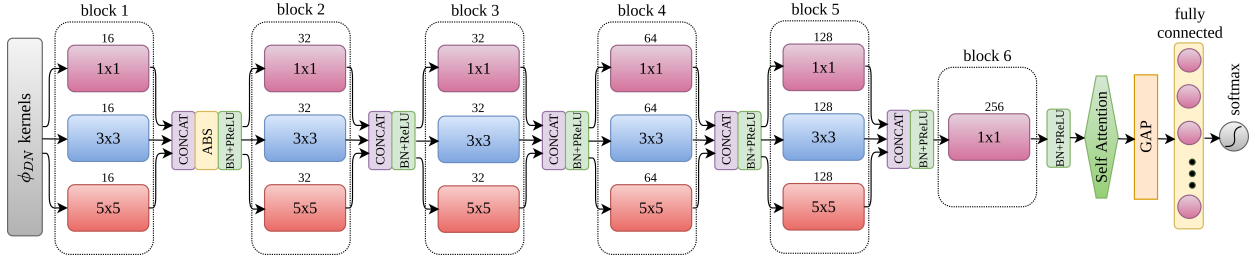 ϕDN kernels
block 1
16
1x1
16
3x3
16
5x5
CONCAT
ABS
BN+PReLU
block 2
32
1x1
32
3x3
32
5x5
CONCAT
BN+PReLU
block 3
32
1x1
32
3x3
32
5x5
CONCAT
BN+PReLU
block 4
64
1x1
64
3x3
64
5x5
CONCAT
BN+PReLU
block 5
128
1x1
128
3x3
128
5x5
CONCAT
BN+PReLU
block 6
256
1x1
BN+PReLU
Self Attention
GAP
fully
connected
softmax